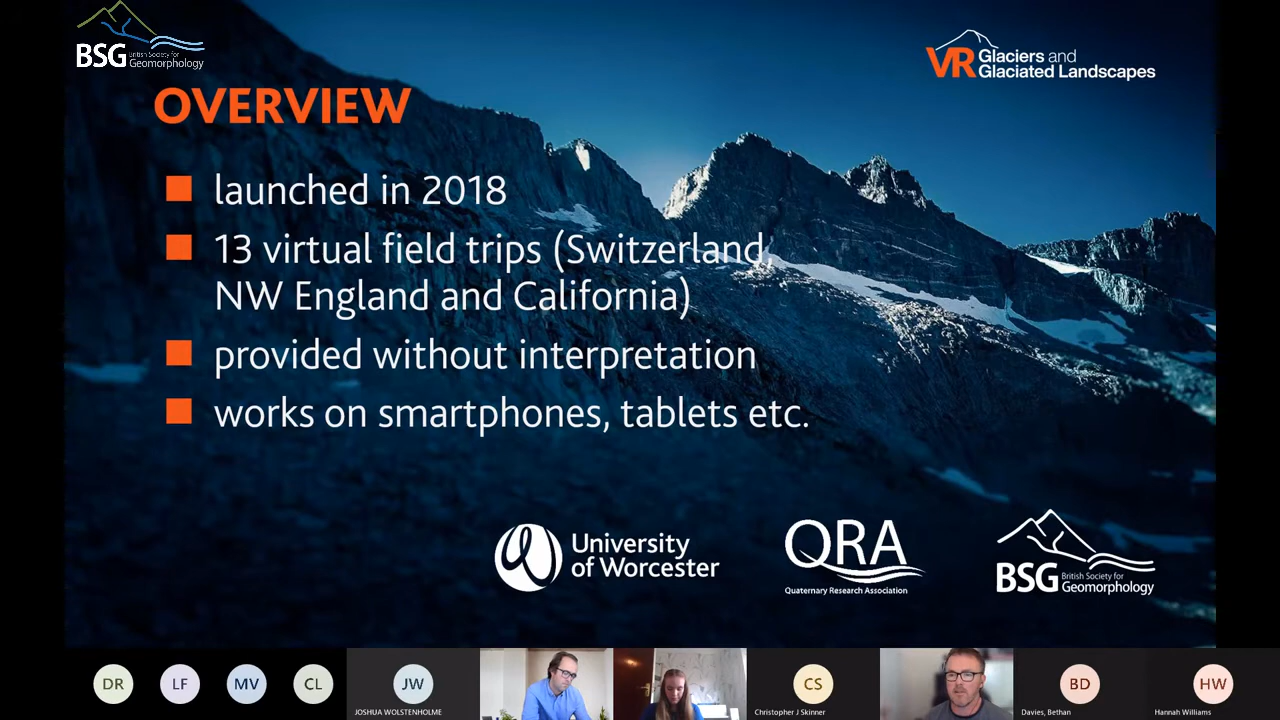 BSG British Society for
Geomorphology
VR Glaciers and
Glaciated Landscapes
OVERVIEW
launched in 2018
13 virtual field trips (Switzerland,
NW England and California)
provided without interpretation
works on smartphones, tablets etc.
University
of Worcester
QRA
Quaternary Research Association
BSG British Society for
Geomorphology
DR LF MV CL JW CS BD HW
JOSHUA WOLSTENHOLME Christopher J Skinner Davies, Bethan Hannah Williams